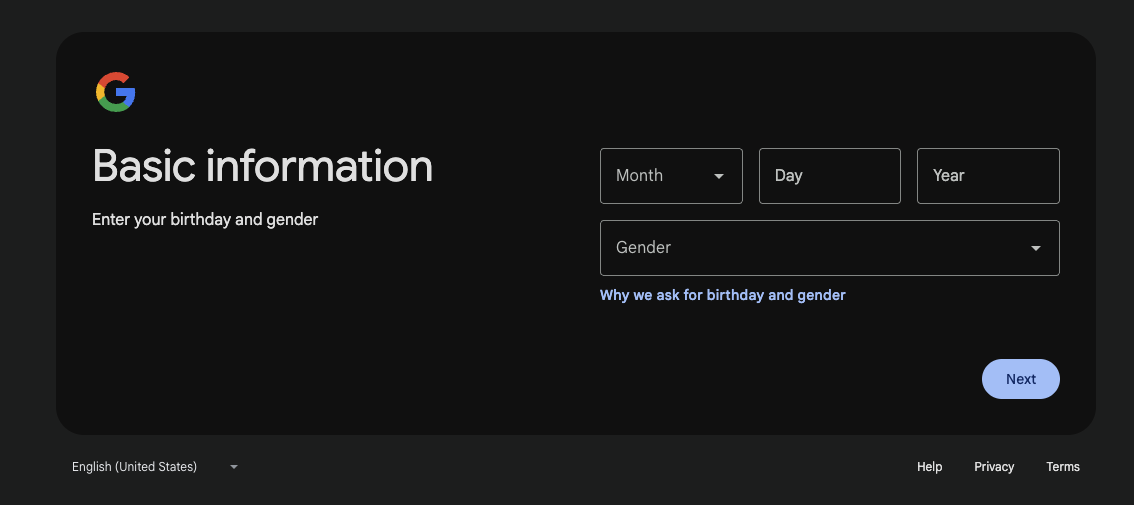 Basic information
Enter your birthday and gender
Month
Day
Year
Gender
Why we ask for birthday and gender
Next
English (United States)
Help
Privacy
Terms